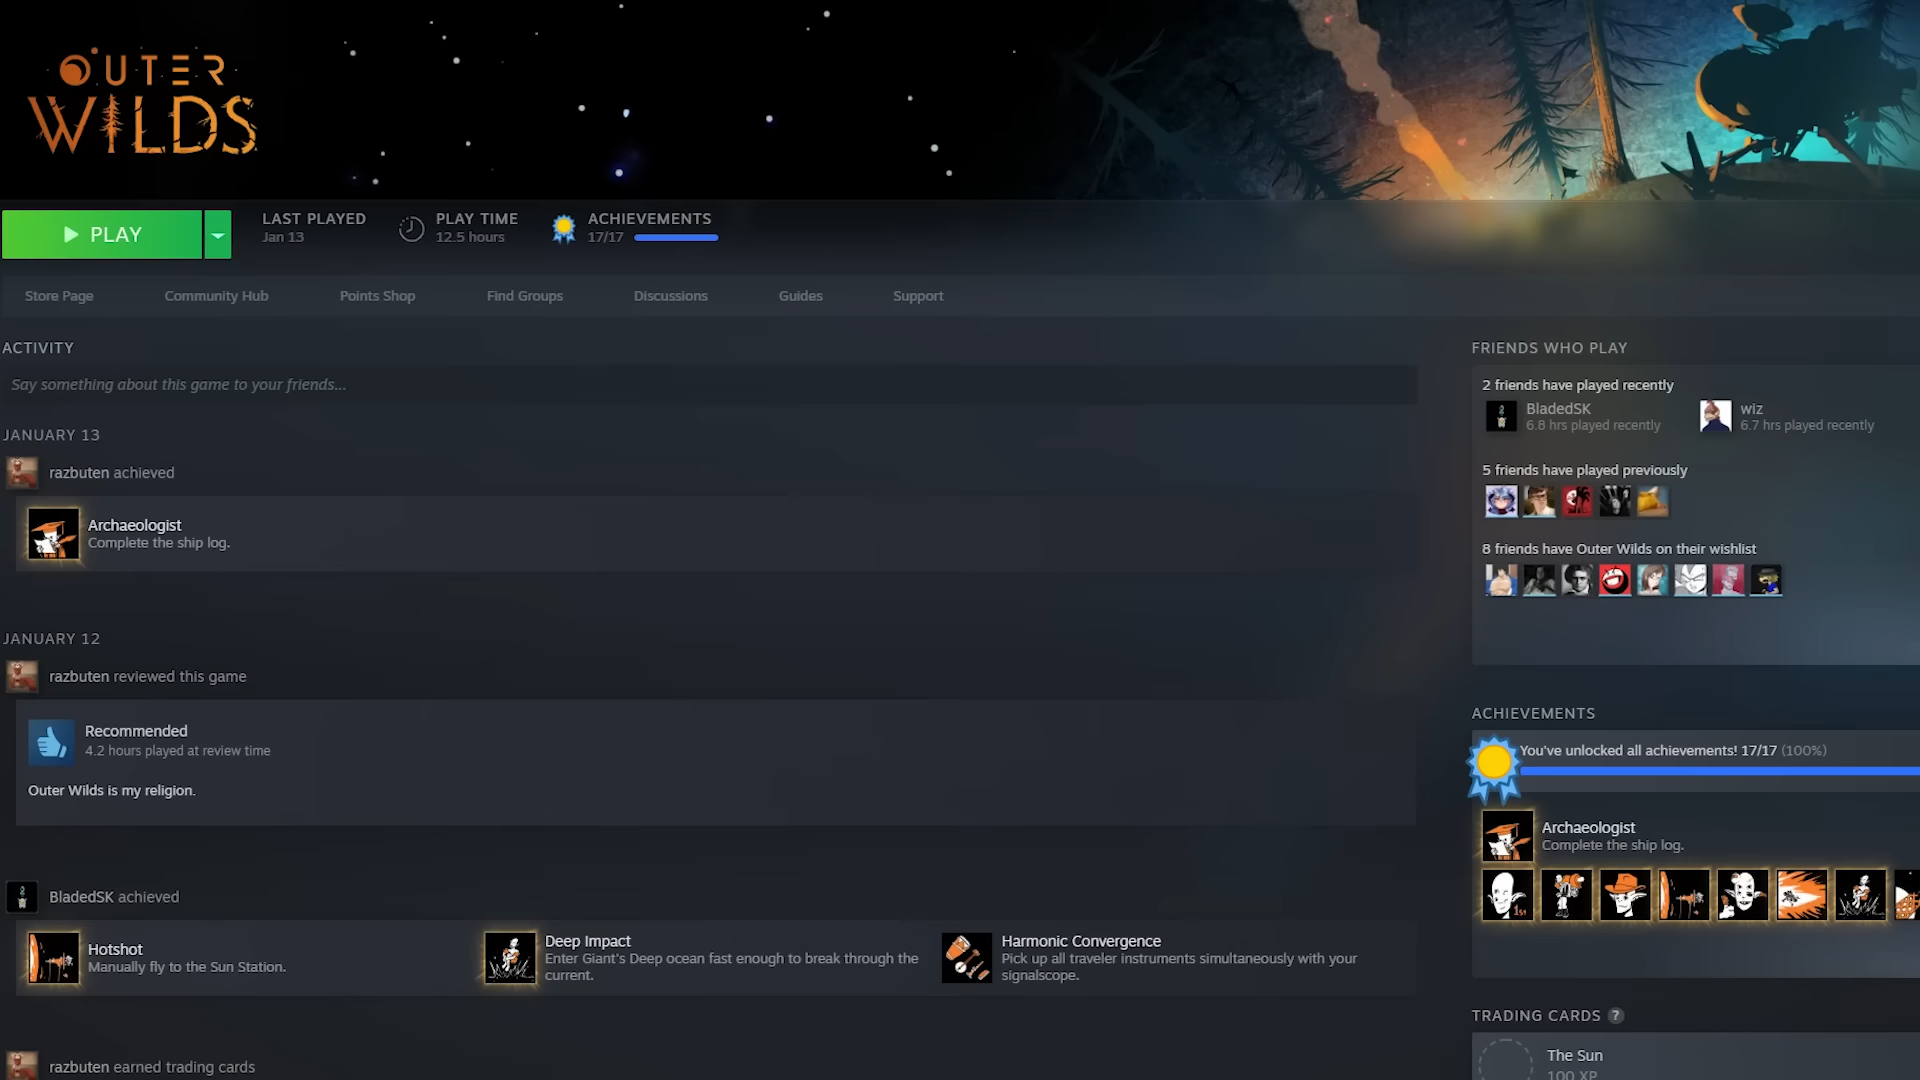 OUTER
WILDS
PLAY
LAST PLAYED
Jan 13
PLAY TIME
12.5 hours
ACHIEVEMENTS
17/17
Store Page
Community Hub
Points Shop
Find Groups
Discussions
Guides
Support
ACTIVITY
Say something about this game to your friends...
JANUARY 13
razbuten achieved
Archaeologist
Complete the ship log.
JANUARY 12
razbuten reviewed this game
Recommended
4.2 hours played at review time
Outer Wilds is my religion.
BladedSK achieved
Hotshot
Manually fly to the Sun Station.
Deep Impact
Enter Giant's Deep ocean fast enough to break through the
current.
Harmonic Convergence
Pick up all traveler instruments simultaneously with your
signalscope.
razbuten earned trading cards
FRIENDS WHO PLAY
2 friends have played recently
BladedSK
6.8 hrs played recently
wiz
6.7 hrs played recently
5 friends have played previously
8 friends have Outer Wilds on their wishlist
ACHIEVEMENTS
You've unlocked all achievements! 17/17 (100%)
Archaeologist
Complete the ship log.
1st
TRADING CARDS ?
The Sun
100 XP